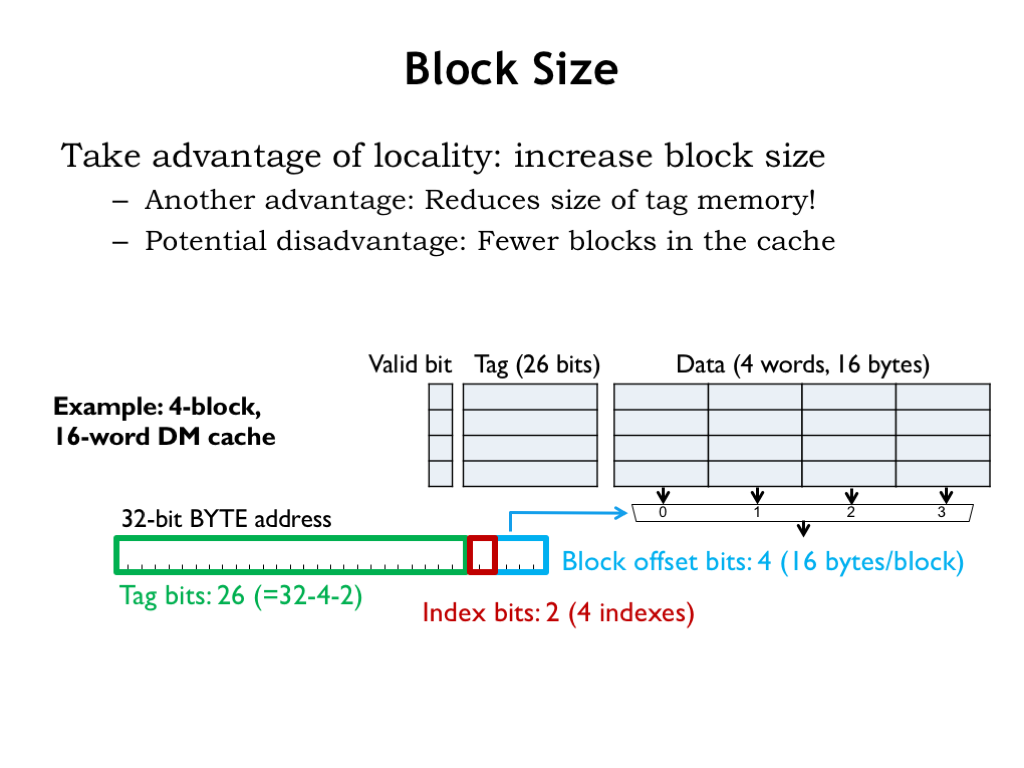 Block Size
Take advantage of locality: increase block size
– Another advantage: Reduces size of tag memory!
– Potential disadvantage: Fewer blocks in the cache
Valid bit Tag (26 bits) Data (4 words, 16 bytes)
Example: 4-block,
16-word DM cache
32-bit BYTE address
0 1 2 3
Block offset bits: 4 (16 bytes/block)
Tag bits: 26 (=32-4-2)
Index bits: 2 (4 indexes)